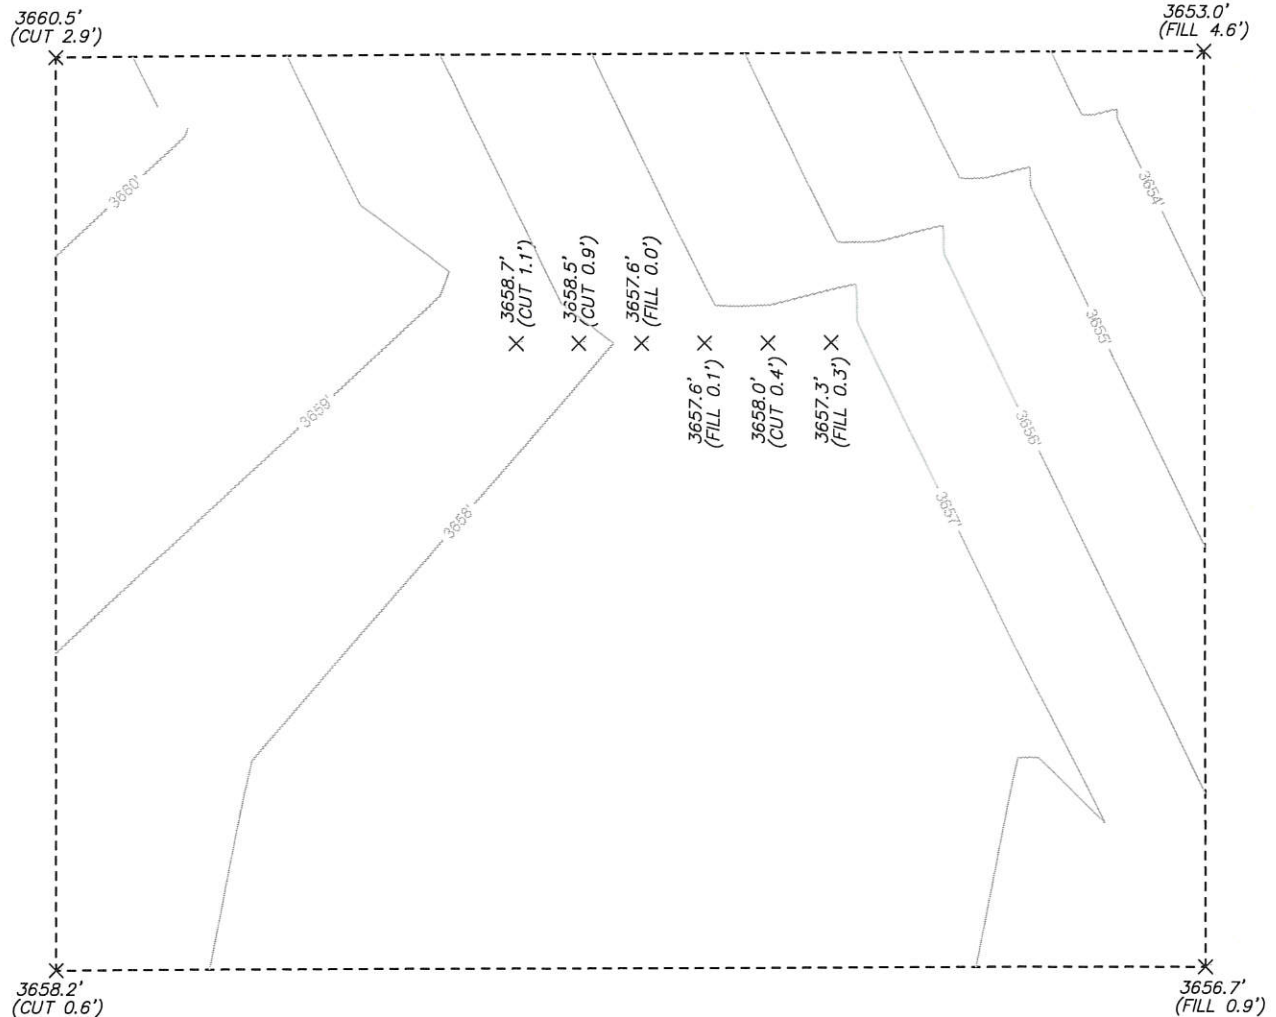 3660.5'
(CUT 2.9')
3653.0'
(FILL 4.6')
3660'
3654'
3658.7'
(CUT 1.1')
3658.5'
(CUT 0.9')
3657.6'
(FILL 0.0')
3655'
3657.6'
(FILL 0.1')
3658.0'
(CUT 0.4')
3657.3'
(FILL 0.3')
3659'
3656'
3658'
3657'
3658.2'
(CUT 0.6')
3656.7'
(FILL 0.9')